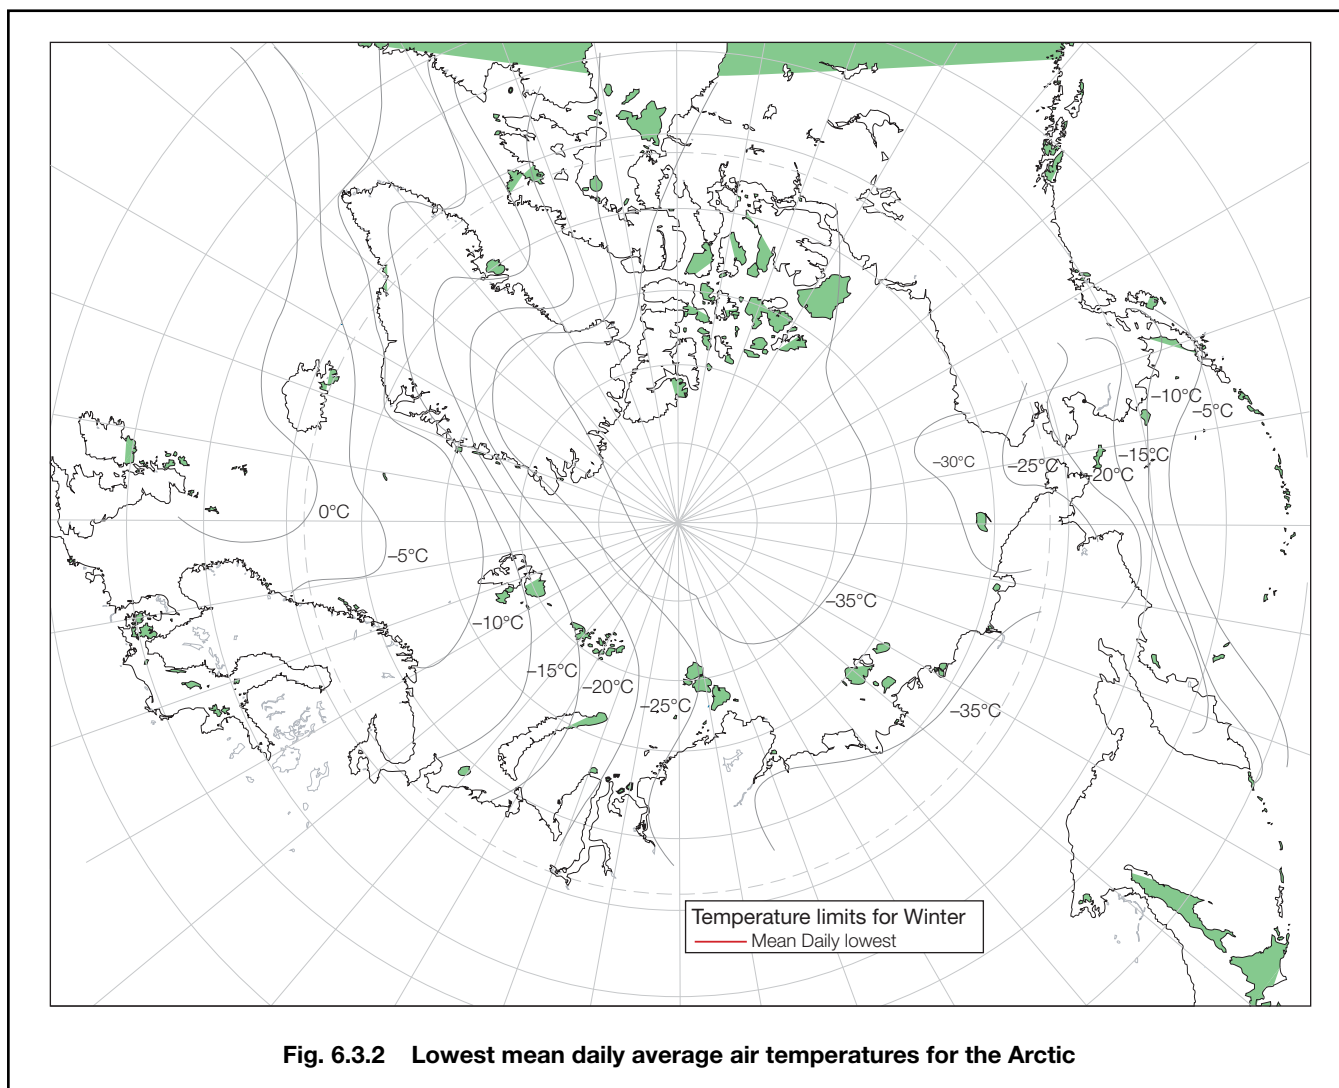 0°C
–5°C
–10°C
–15°C
–20°C
–25°C
–35°C
–35°C
–30°C
–25°C
–20°C
–15°C
–10°C
–5°C
Temperature limits for Winter
Mean Daily lowest
Fig. 6.3.2 Lowest mean daily average air temperatures for the Arctic